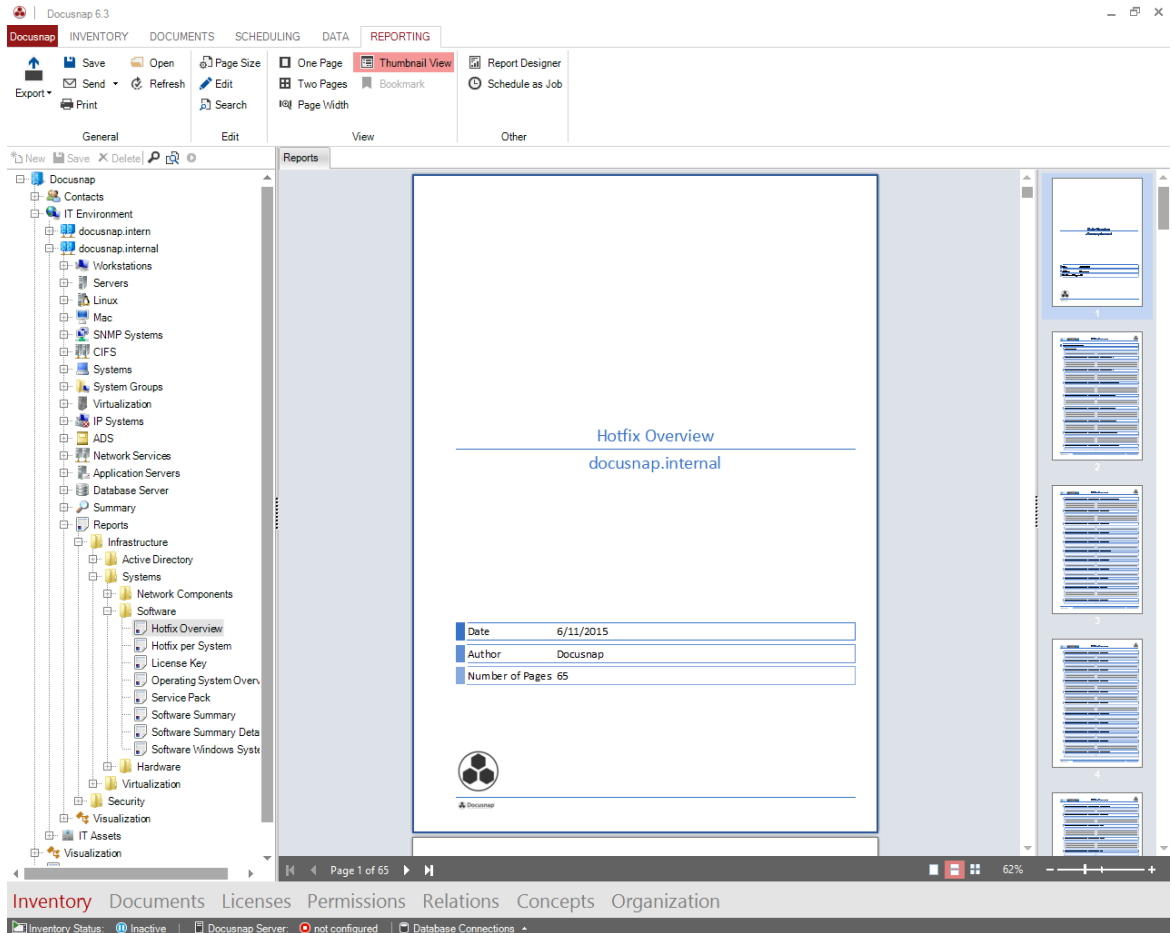 Docusnap 6.3
Docusnap INVENTORY DOCUMENTS SCHEDULING DATA REPORTING
Save Open Page Size One Page Thumbnail View Report Designer
Export Send Refresh Edit Two Pages Bookmark Schedule as Job
Print Search Page Width
General Edit View Other
New Save Delete
Reports
Docusnap
Contacts
IT Environment
docusnap.intern
docusnap.internal
Workstations
Servers
Linux
Mac
SNMP Systems
CIFS
Systems
System Groups
Virtualization
IP Systems
ADS
Network Services
Application Servers
Database Server
Summary
Reports
Infrastructure
Active Directory
Systems
Network Components
Software
Hotfix Overview
Hotfix per System
License Key
Operating System Overv
Service Pack
Software Summary
Software Summary Deta
Software Windows Syste
Hardware
Virtualization
Security
Visualization
IT Assets
Visualization
Hotfix Overview
docusnap.internal
Date 6/11/2015
Author Docusnap
Number of Pages 65
Docusnap
1
2
3
4
Page 1 of 65 62%
Inventory Documents Licenses Permissions Relations Concepts Organization
Inventory Status: Inactive | Docusnap Server: not configured | Database Connections